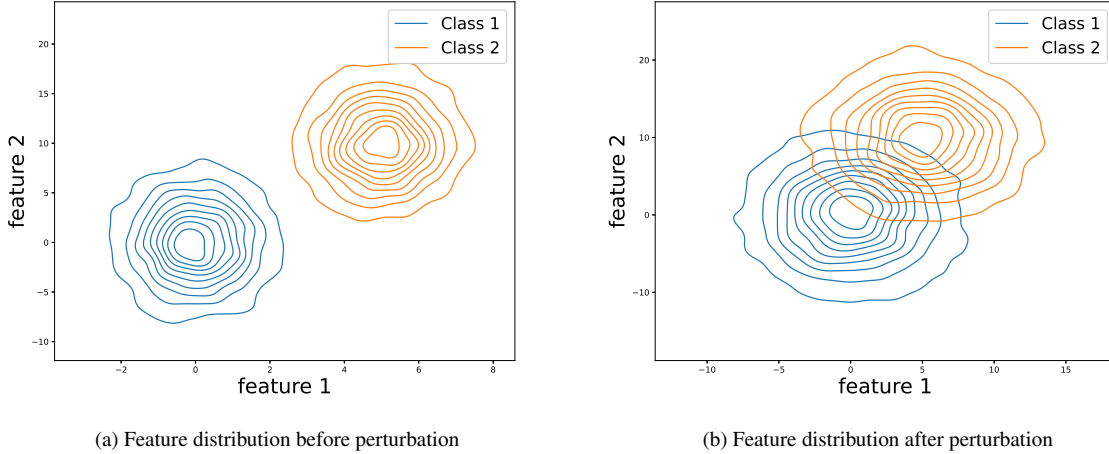 Class 1
Class 2
20
15
10
5
0
−5
−10
feature 2
−2
0
2
4
6
8
feature 1
(a) Feature distribution before perturbation
Class 1
Class 2
20
10
0
−10
feature 2
−10
−5
0
5
10
15
feature 1
(b) Feature distribution after perturbation